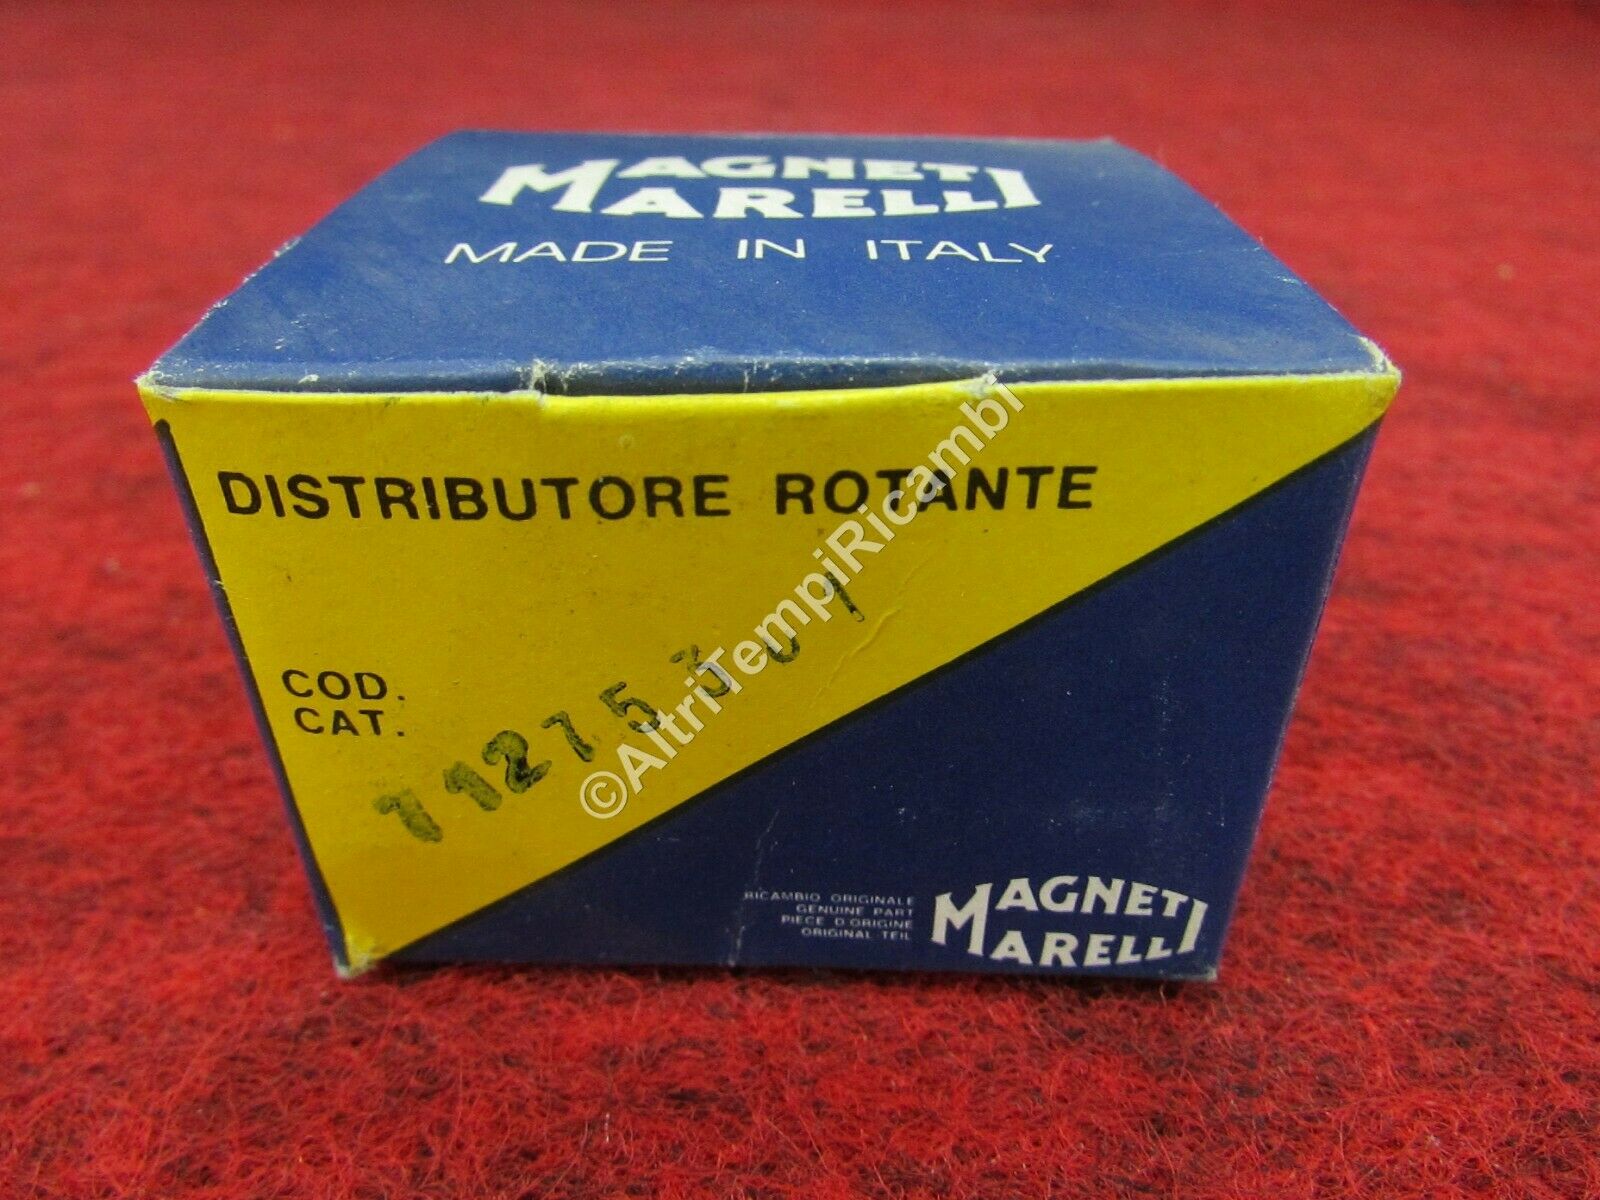 MAGNETI
MARELLI
MADE IN ITALY
DISTRIBUTORE ROTANTE
COD.
CAT.
©AltriTempiRicambi
RICAMBIO ORIGINALE
GENUINE PART
PIECE D'ORIGINE
ORIGINAL-TEIL
MAGNETI
MARELLI